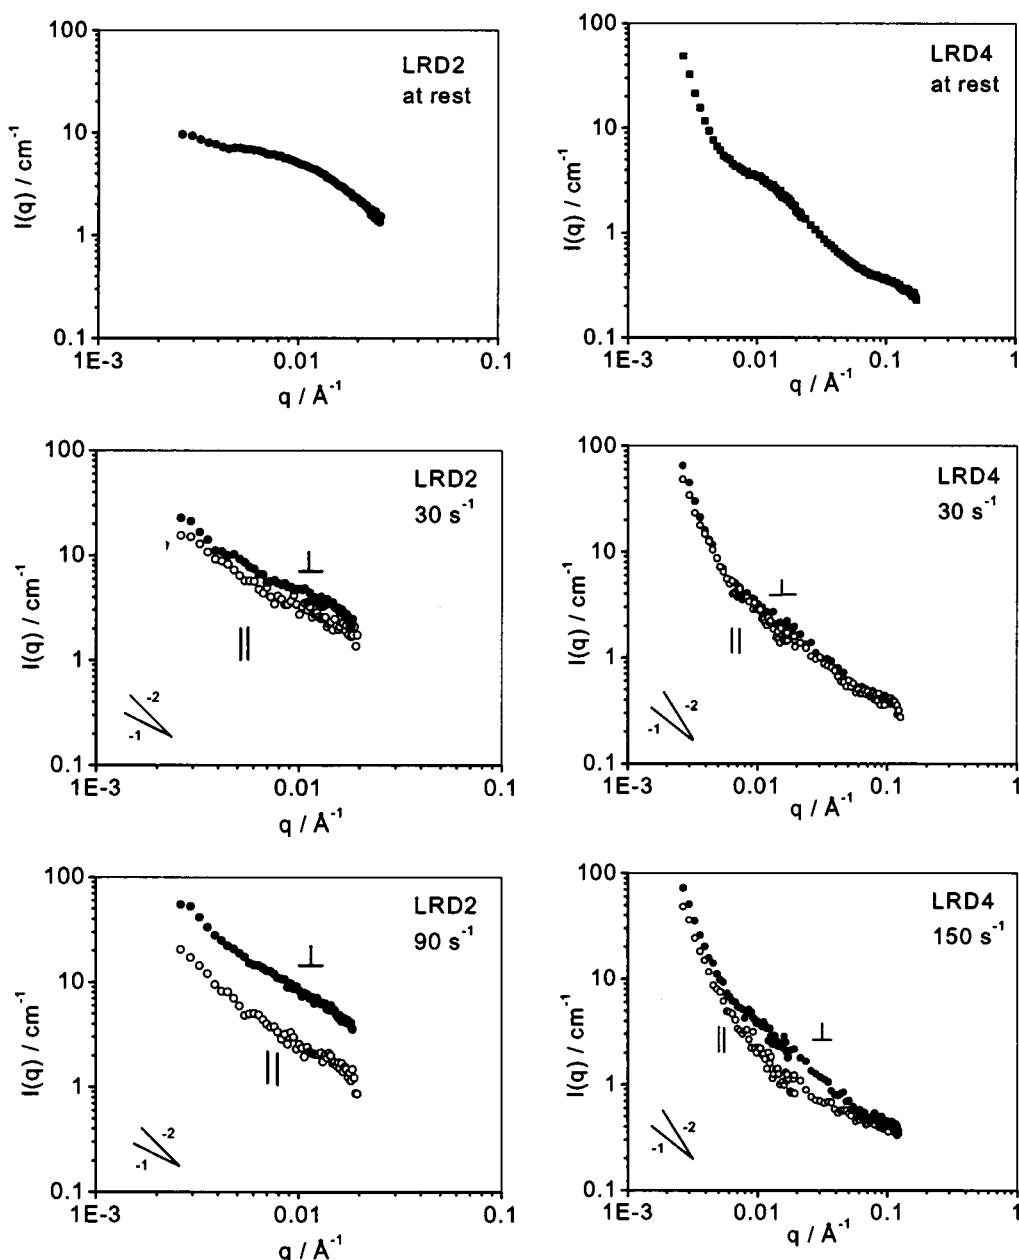 100
LRD2
at rest
10
I(q) / cm⁻¹
1
0.1
1E-3
0.01
0.1
q / Å⁻¹
100
LRD4
at rest
10
I(q) / cm⁻¹
1
0.1
1E-3
0.01
0.1
1
q / Å⁻¹
100
LRD2
30 s⁻¹
10
⊥
I(q) / cm⁻¹
||
1
-2
-1
0.1
1E-3
0.01
0.1
q / Å⁻¹
100
LRD4
30 s⁻¹
10
⊥
I(q) / cm⁻¹
||
1
-2
-1
0.1
1E-3
0.01
0.1
1
q / Å⁻¹
100
LRD2
90 s⁻¹
⊥
10
I(q) / cm⁻¹
||
1
-2
-1
0.1
1E-3
0.01
0.1
q / Å⁻¹
100
LRD4
150 s⁻¹
10
⊥
||
I(q) / cm⁻¹
1
-2
-1
0.1
1E-3
0.01
0.1
1
q / Å⁻¹